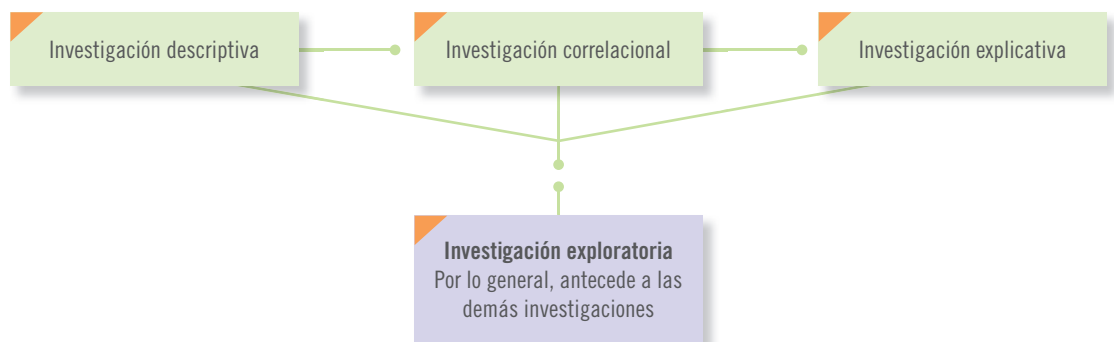 Investigación descriptiva
Investigación correlacional
Investigación explicativa
Investigación exploratoria
Por lo general, antecede a las
demás investigaciones